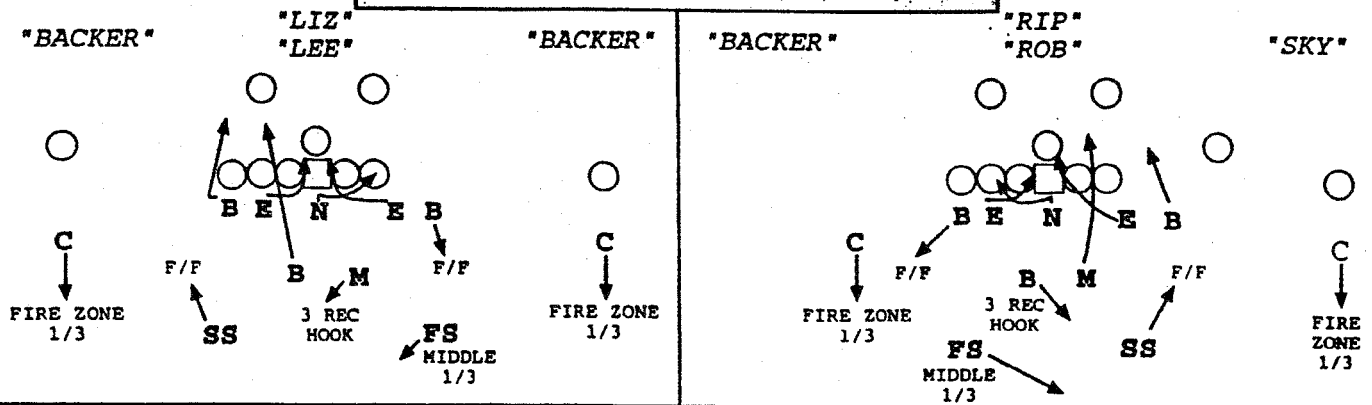 "BACKER"
"LIZ"
"LEE"
"BACKER"
B E N E B
C
F/F
B
M
F/F
C
FIRE ZONE
1/3
SS
3 REC
HOOK
FS
MIDDLE
1/3
FIRE ZONE
1/3
"BACKER"
"RIP"
"ROB"
"SKY"
B E N E B
C
F/F
B
M
F/F
C
FIRE ZONE
1/3
3 REC
HOOK
FS
MIDDLE
1/3
SS
FIRE
ZONE
1/3